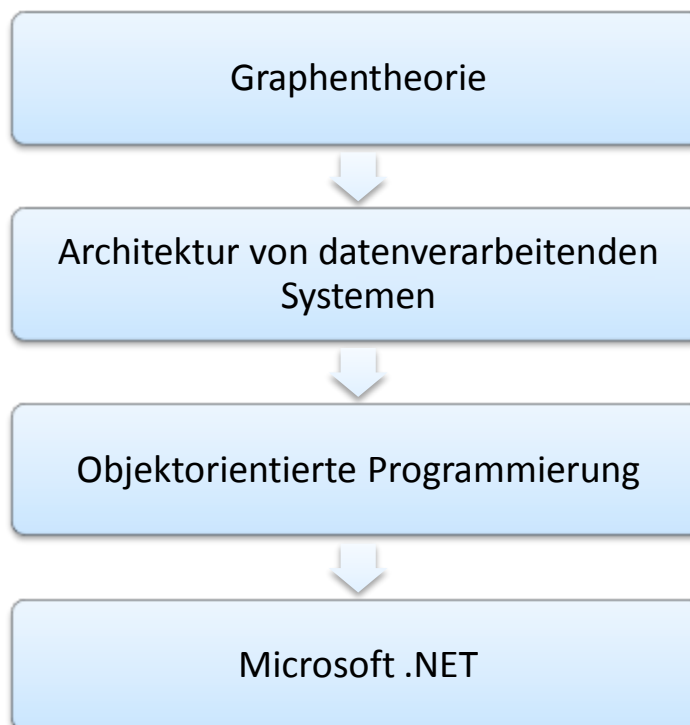 Graphentheorie
Architektur von datenverarbeitenden
Systemen
Objektorientierte Programmierung
Microsoft .NET